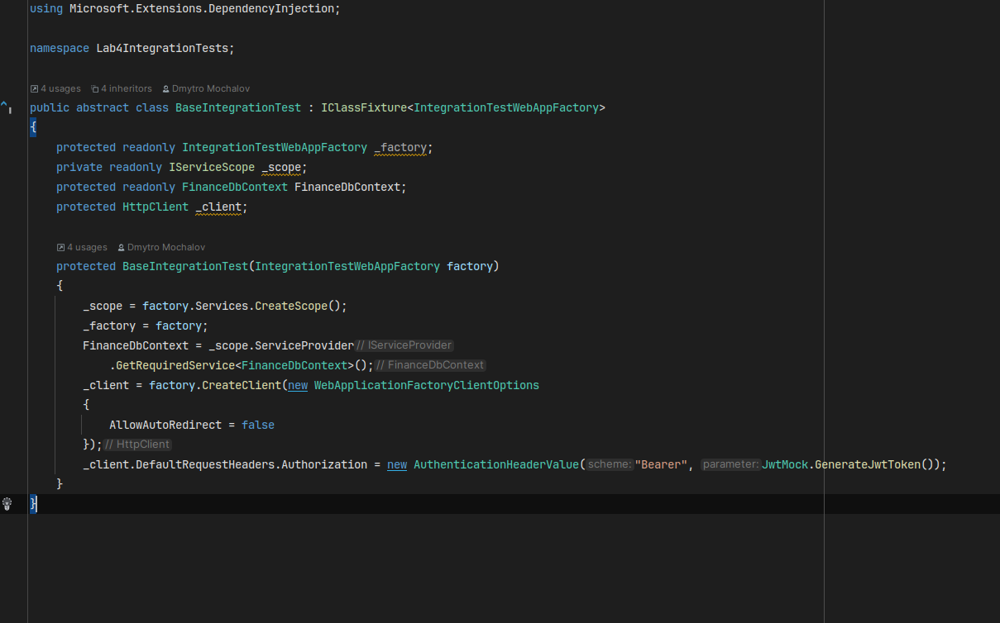 using Microsoft.Extensions.DependencyInjection;
namespace Lab4IntegrationTests;
4 usages 4 inheritors Dmytro Mochalov
public abstract class BaseIntegrationTest : IClassFixture<IntegrationTestWebAppFactory>
{
protected readonly IntegrationTestWebAppFactory _factory;
private readonly IServiceScope _scope;
protected readonly FinanceDbContext FinanceDbContext;
protected HttpClient _client;
4 usages Dmytro Mochalov
protected BaseIntegrationTest(IntegrationTestWebAppFactory factory)
{
_scope = factory.Services.CreateScope();
_factory = factory;
FinanceDbContext = _scope.ServiceProvider // IServiceProvider
.GetRequiredService<FinanceDbContext>(); // FinanceDbContext
_client = factory.CreateClient(new WebApplicationFactoryClientOptions
{
AllowAutoRedirect = false
}); // HttpClient
_client.DefaultRequestHeaders.Authorization = new AuthenticationHeaderValue( scheme: "Bearer", parameter: JwtMock.GenerateJwtToken());
}
}